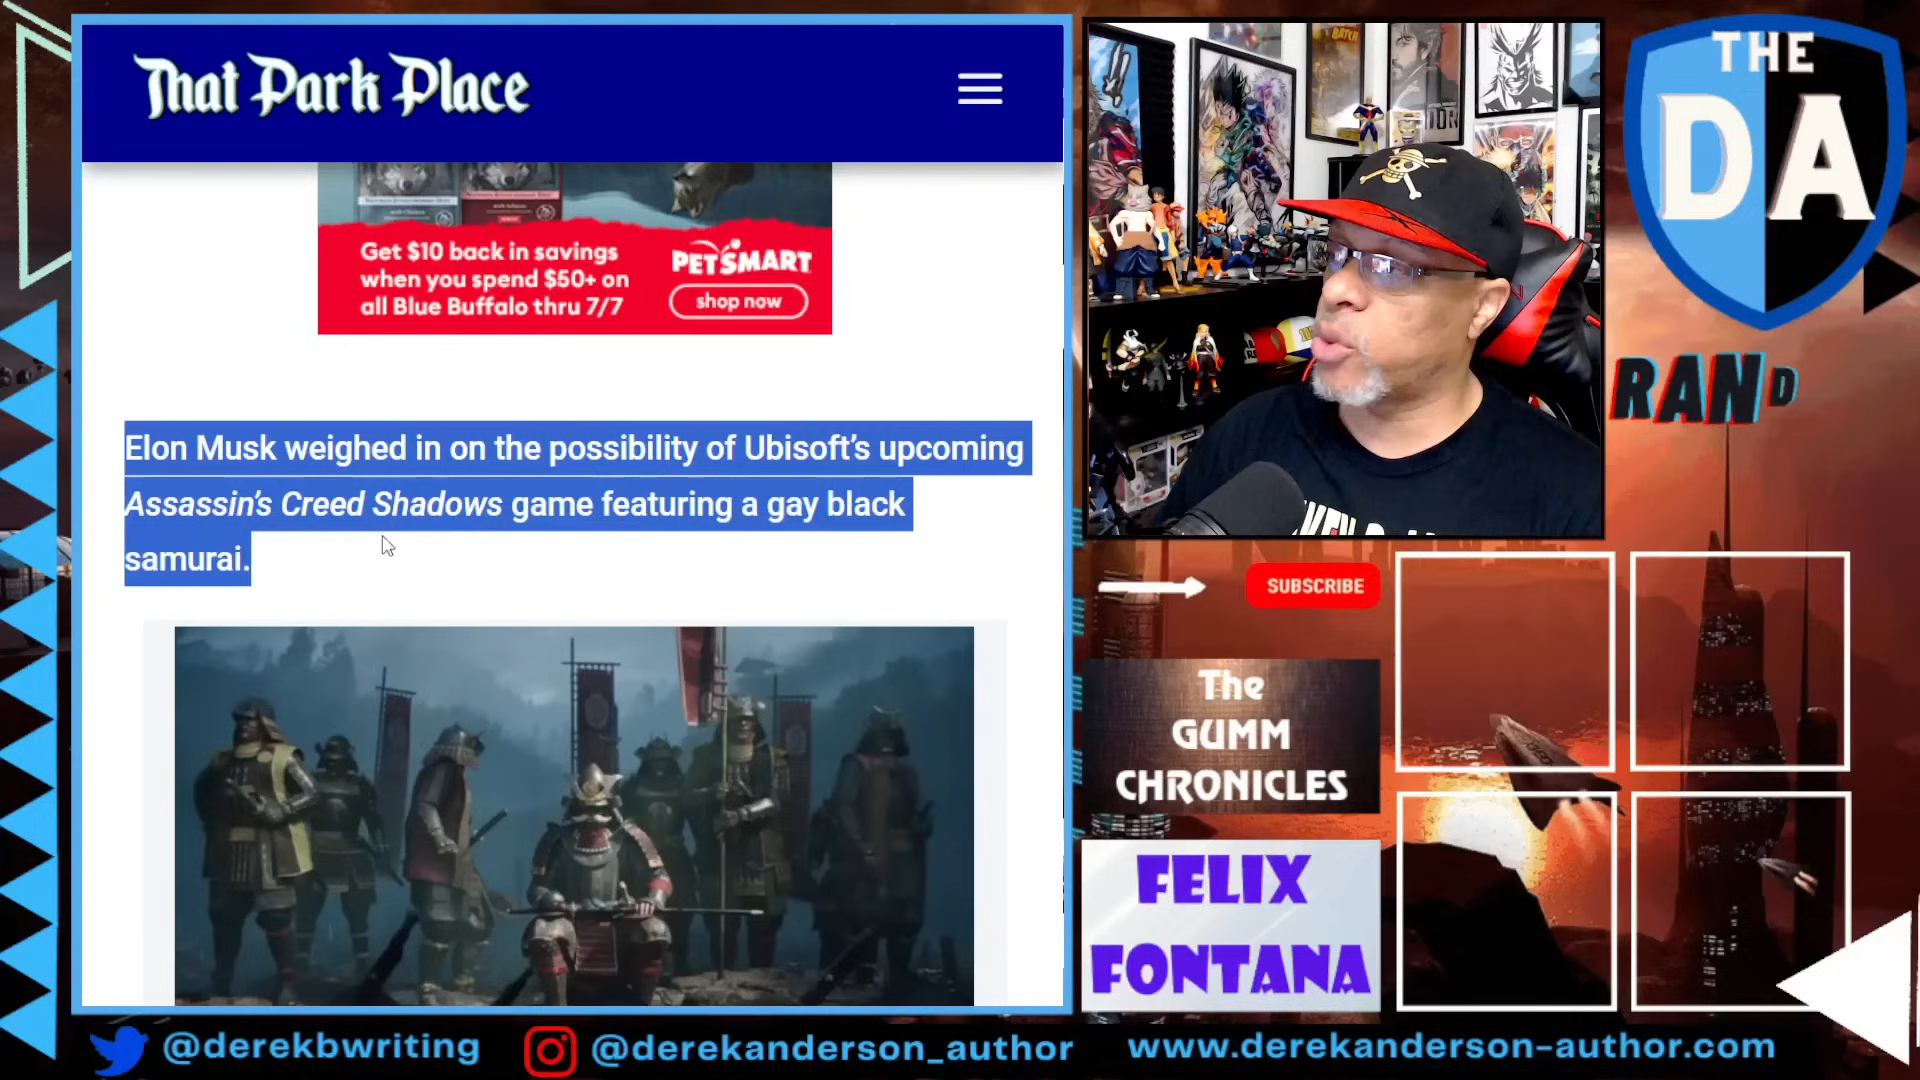 That Park Place
Get $10 back in savings
when you spend $50+ on
all Blue Buffalo thru 7/7
PETSMART
shop now
Elon Musk weighed in on the possibility of Ubisoft's upcoming
Assassin's Creed Shadows game featuring a gay black
samurai.
THE
DA
RAND
SUBSCRIBE
The
GUMM
CHRONICLES
FELIX
FONTANA
@derekbwriting
@derekanderson_author
www.derekanderson-author.com